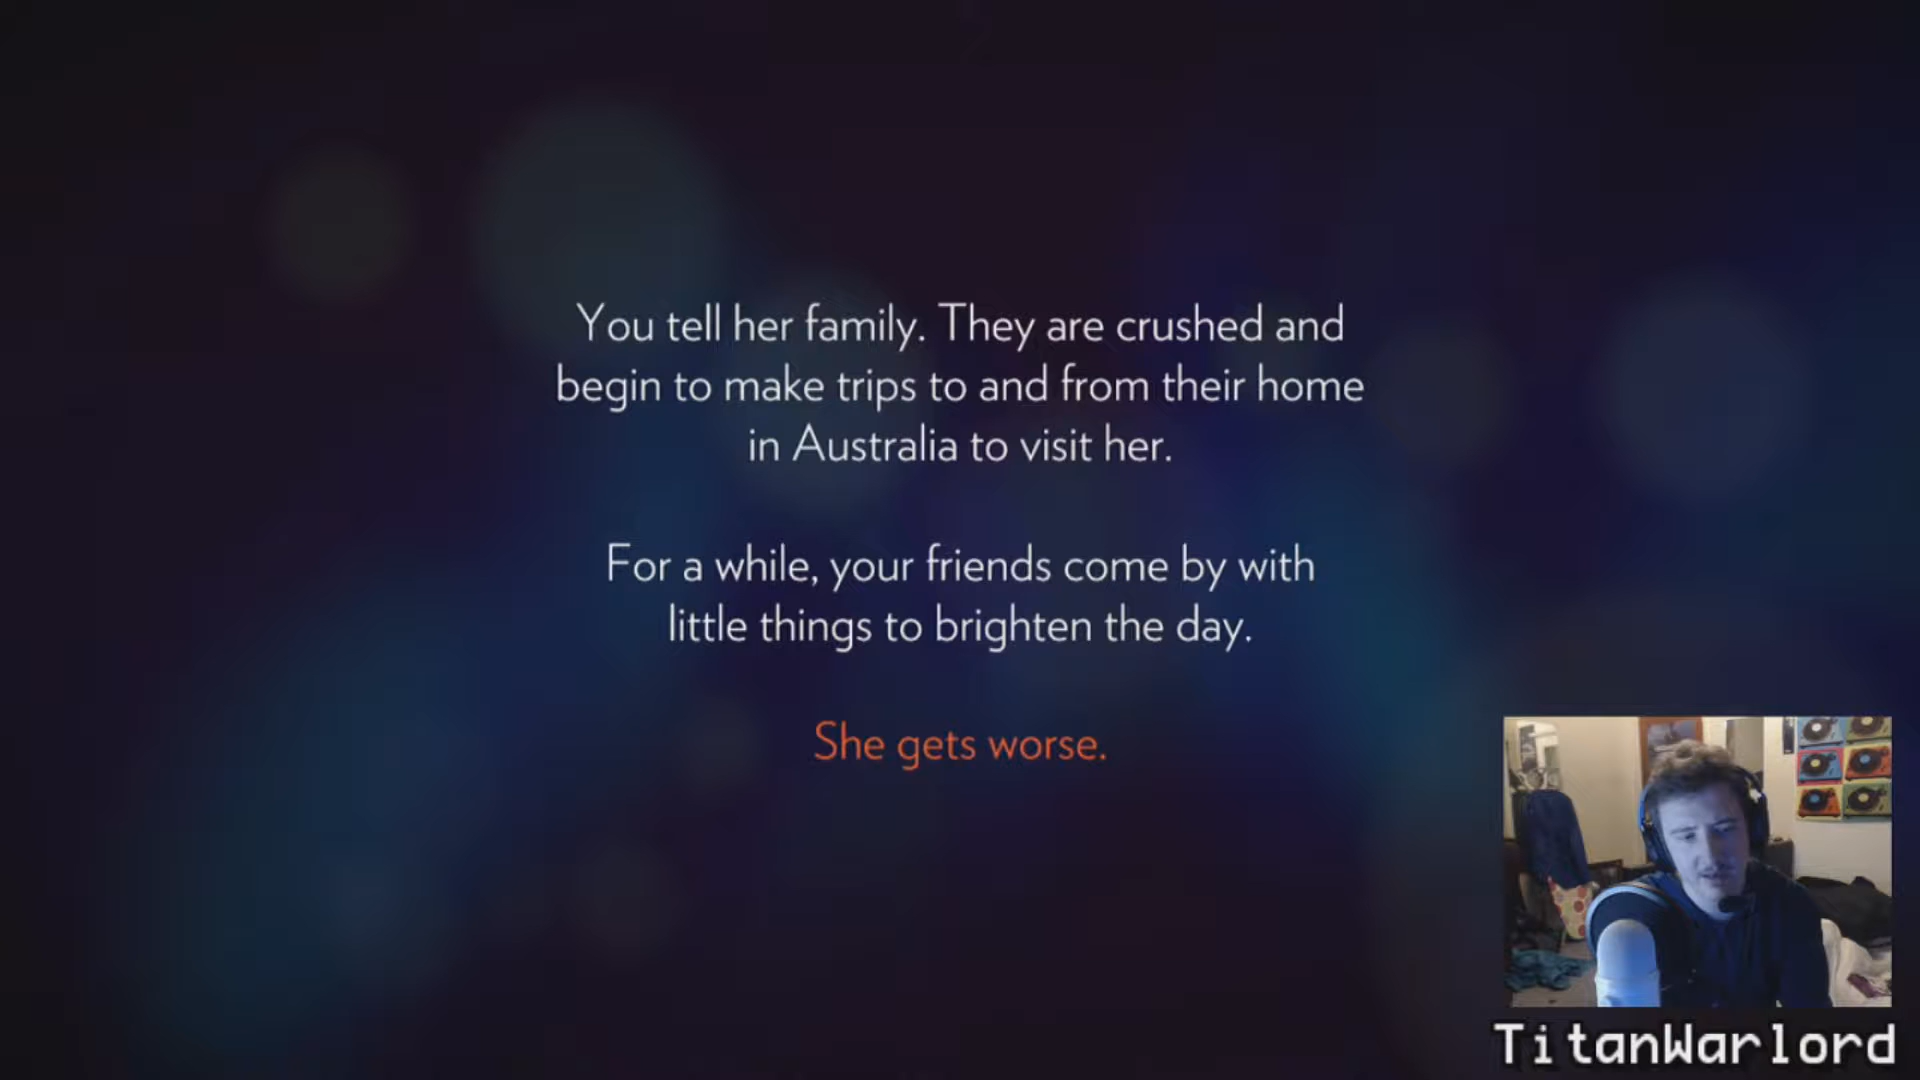 You tell her family. They are crushed and
begin to make trips to and from their home
in Australia to visit her.
For a while, your friends come by with
little things to brighten the day.
She gets worse.
TitanWarlord